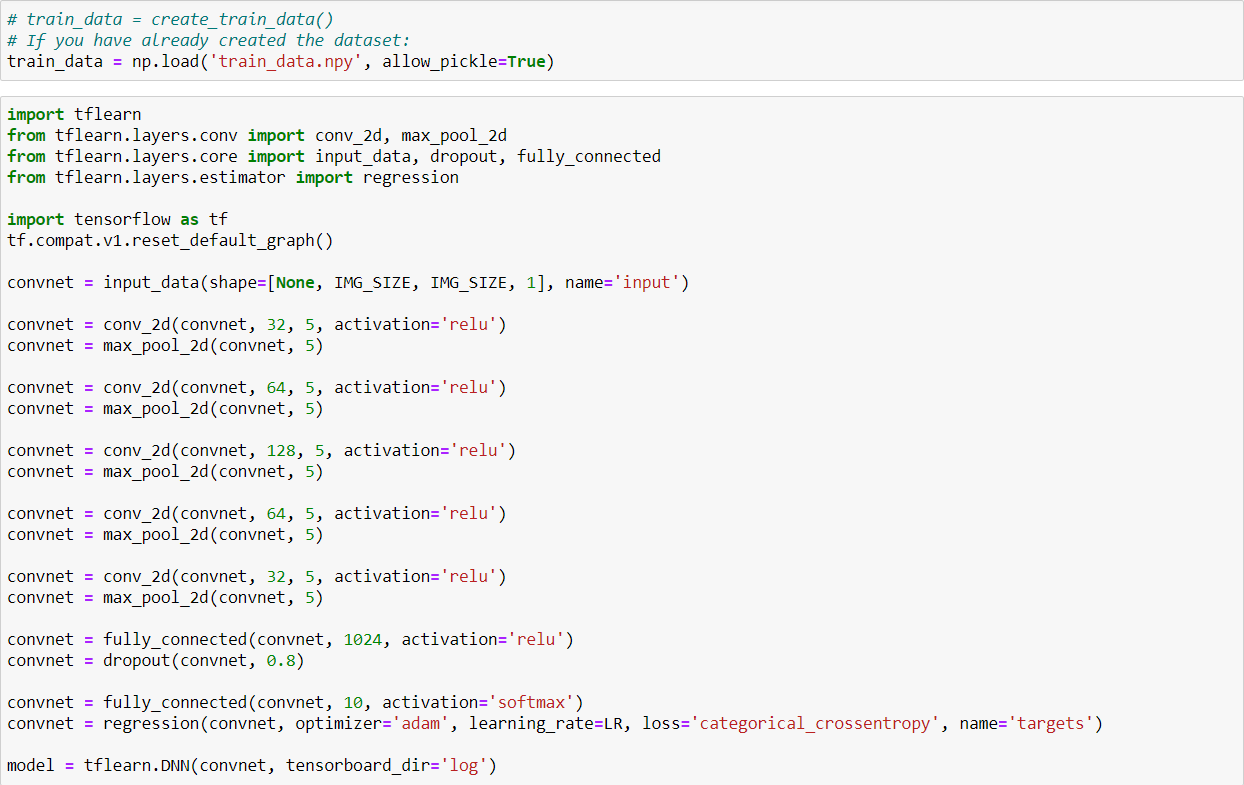 # train_data = create_train_data()
# If you have already created the dataset:
train_data = np.load('train_data.npy', allow_pickle=True)
import tflearn
from tflearn.layers.conv import conv_2d, max_pool_2d
from tflearn.layers.core import input_data, dropout, fully_connected
from tflearn.layers.estimator import regression
import tensorflow as tf
tf.compat.v1.reset_default_graph()
convnet = input_data(shape=[None, IMG_SIZE, IMG_SIZE, 1], name='input')
convnet = conv_2d(convnet, 32, 5, activation='relu')
convnet = max_pool_2d(convnet, 5)
convnet = conv_2d(convnet, 64, 5, activation='relu')
convnet = max_pool_2d(convnet, 5)
convnet = conv_2d(convnet, 128, 5, activation='relu')
convnet = max_pool_2d(convnet, 5)
convnet = conv_2d(convnet, 64, 5, activation='relu')
convnet = max_pool_2d(convnet, 5)
convnet = conv_2d(convnet, 32, 5, activation='relu')
convnet = max_pool_2d(convnet, 5)
convnet = fully_connected(convnet, 1024, activation='relu')
convnet = dropout(convnet, 0.8)
convnet = fully_connected(convnet, 10, activation='softmax')
convnet = regression(convnet, optimizer='adam', learning_rate=LR, loss='categorical_crossentropy', name='targets')
model = tflearn.DNN(convnet, tensorboard_dir='log')